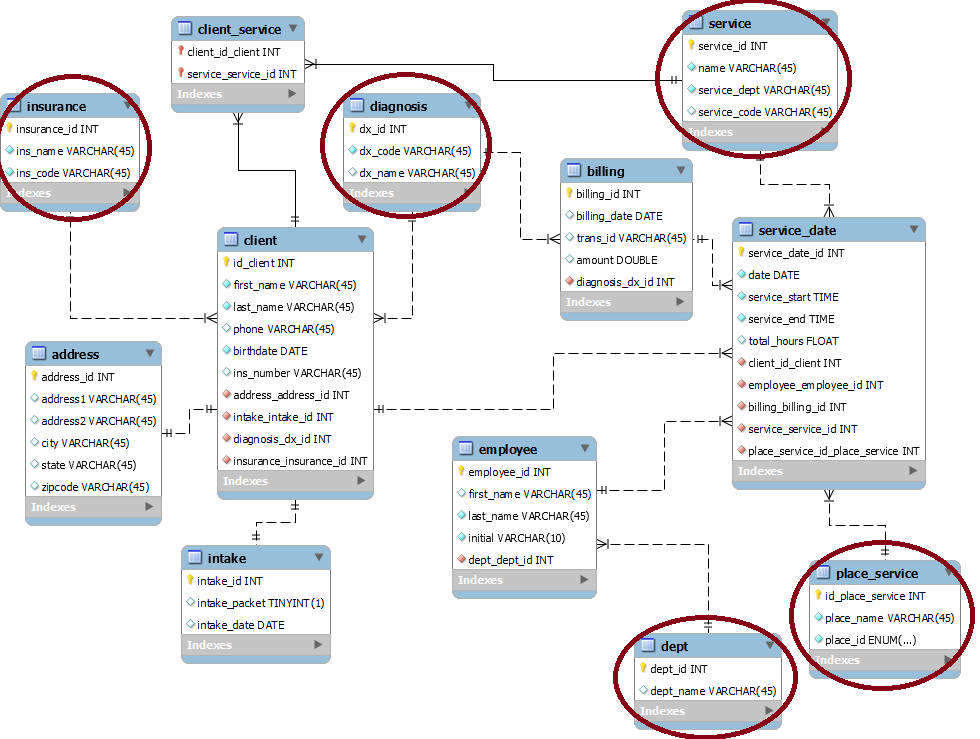 client_service
client_id_client INT
service_service_id INT
Indexes
service
service_id INT
name VARCHAR(45)
service_dept VARCHAR(45)
service_code VARCHAR(45)
Indexes
insurance
insurance_id INT
ins_name VARCHAR(45)
ins_code VARCHAR(45)
Indexes
diagnosis
dx_id INT
dx_code VARCHAR(45)
dx_name VARCHAR(45)
Indexes
billing
billing_id INT
billing_date DATE
trans_id VARCHAR(45)
amount DOUBLE
diagnosis_dx_id INT
Indexes
client
id_client INT
first_name VARCHAR(45)
last_name VARCHAR(45)
phone VARCHAR(45)
birthdate DATE
ins_number VARCHAR(45)
address_address_id INT
intake_intake_id INT
diagnosis_dx_id INT
insurance_insurance_id INT
Indexes
service_date
service_date_id INT
date DATE
service_start TIME
service_end TIME
total_hours FLOAT
client_id_client INT
employee_employee_id INT
billing_billing_id INT
service_service_id INT
place_service_id_place_service INT
Indexes
address
address_id INT
address1 VARCHAR(45)
address2 VARCHAR(45)
city VARCHAR(45)
state VARCHAR(45)
zipcode VARCHAR(45)
Indexes
employee
employee_id INT
first_name VARCHAR(45)
last_name VARCHAR(45)
initial VARCHAR(10)
dept_dept_id INT
Indexes
intake
intake_id INT
intake_packet TINYINT(1)
intake_date DATE
Indexes
place_service
id_place_service INT
place_name VARCHAR(45)
place_id ENUM(...)
Indexes
dept
dept_id INT
dept_name VARCHAR(45)
Indexes